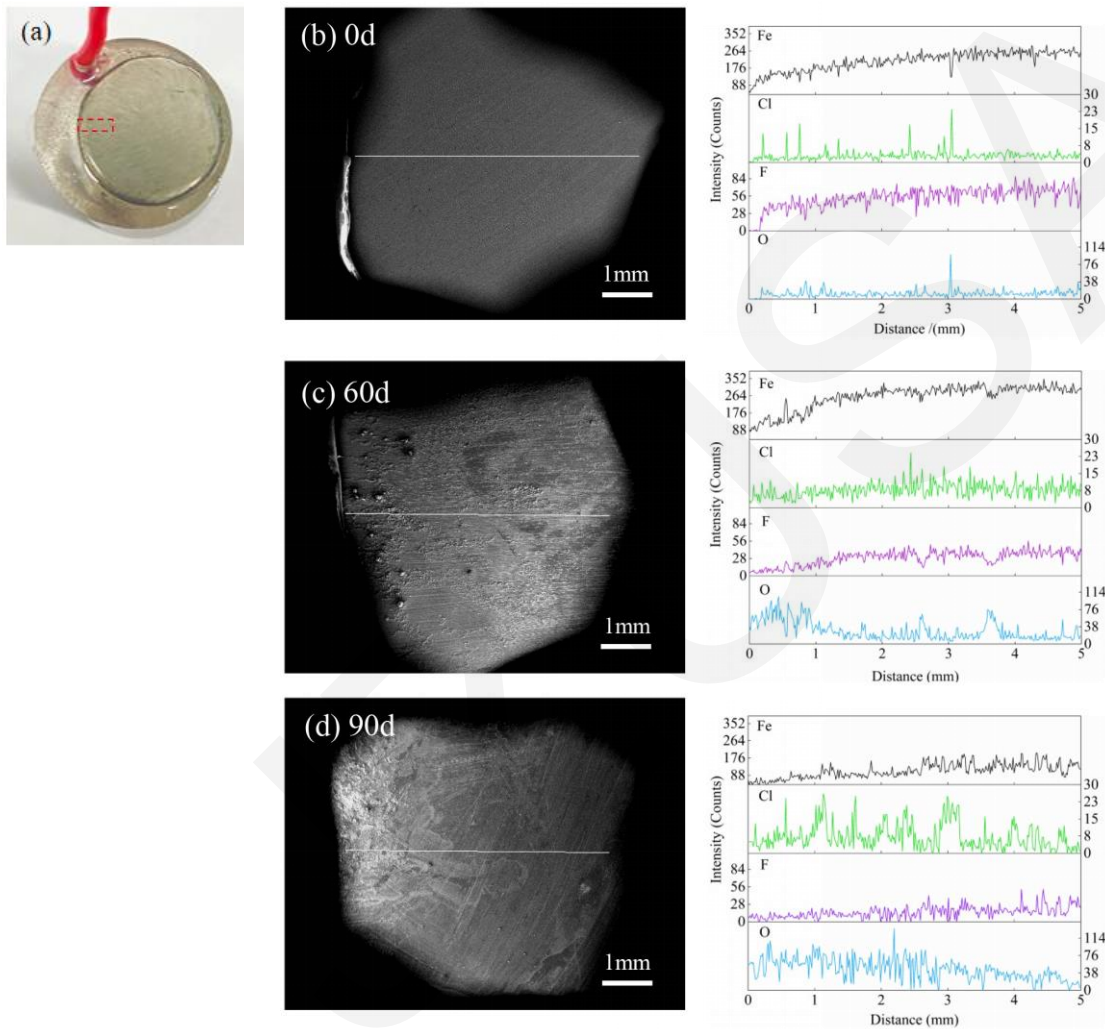 (a)
(b) 0d
1mm
Fe
352
264
176
88
Cl
30
23
15
8
0
F
84
56
28
0
O
114
76
38
0
Intensity (Counts)
0 1 2 3 4 5
Distance /(mm)
(c) 60d
1mm
Fe
352
264
176
88
Cl
30
23
15
8
0
F
84
56
28
0
O
114
76
38
0
Intensity (Counts)
0 1 2 3 4 5
Distance (mm)
(d) 90d
1mm
Fe
352
264
176
88
Cl
30
23
15
8
0
F
84
56
28
0
O
114
76
38
0
Intensity (Counts)
0 1 2 3 4 5
Distance (mm)